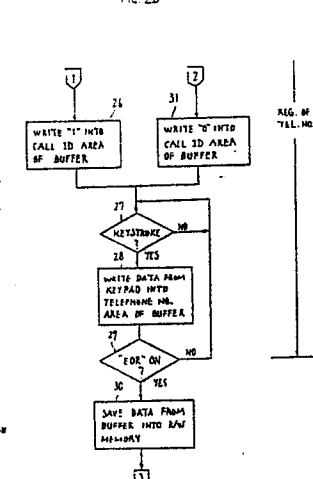 FIG. 2B
1
2
26
31
WRITE "1" INTO
CALL ID AREA
OF BUFFER
WRITE "0" INTO
CALL ID AREA
OF BUFFER
REG. OF
TEL. NO.
27
KEYSTROKE
?
NO
YES
28
WRITE DATA FROM
KEYPAD INTO
TELEPHONE NO.
AREA OF BUFFER
29
"EOR" ON
?
NO
YES
30
SAVE DATA FROM
BUFFER INTO R/W
MEMORY
3